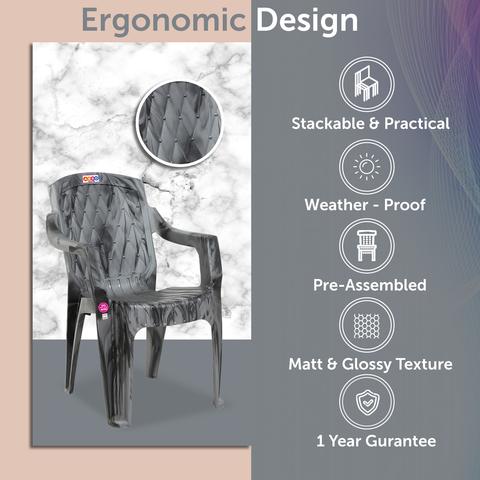 Ergonomic Design
Stackable & Practical
Weather - Proof
Pre-Assembled
Matt & Glossy Texture
1 Year Gurantee